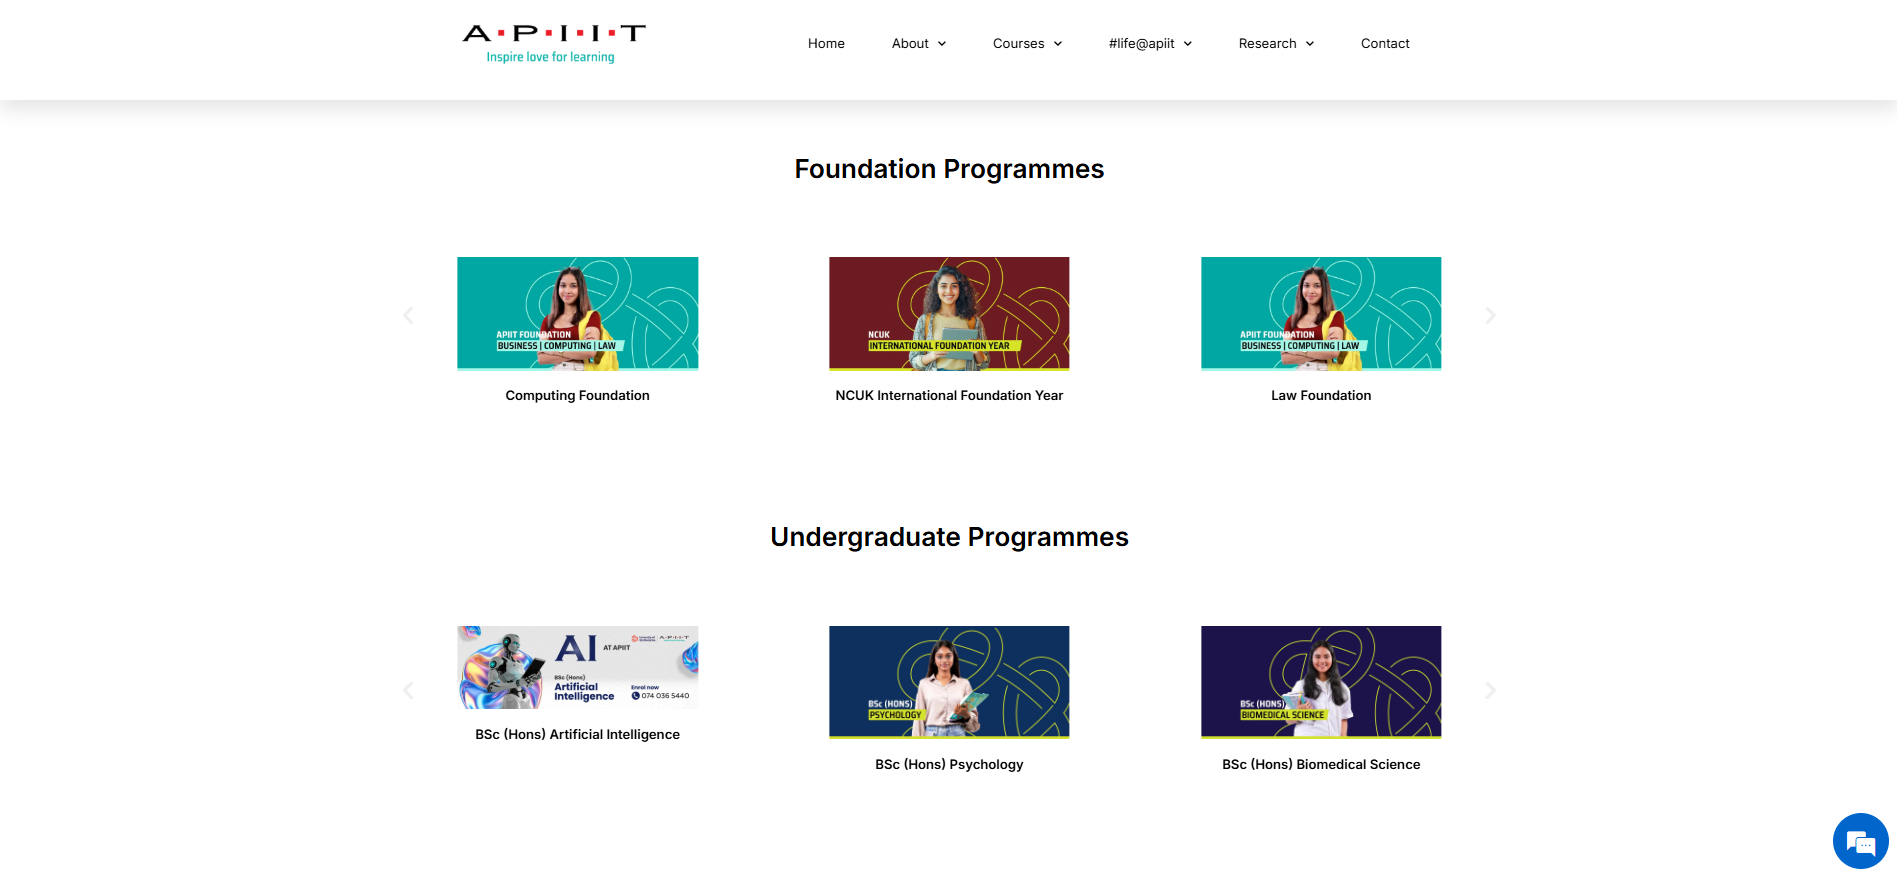 A·P·I·I·T
Inspire love for learning
Home
About
Courses
#life@apiit
Research
Contact
Foundation Programmes
APIIT FOUNDATION
BUSINESS | COMPUTING | LAW
Computing Foundation
NCUK
INTERNATIONAL FOUNDATION YEAR
NCUK International Foundation Year
APIIT FOUNDATION
BUSINESS | COMPUTING | LAW
Law Foundation
Undergraduate Programmes
A·P·I·I·T
AI AT APIIT
BSc (Hons)
Artificial
Intelligence
Enrol now
074 036 5440
BSc (Hons) Artificial Intelligence
BSc (HONS)
PSYCHOLOGY
BSc (Hons) Psychology
BSc (HONS)
BIOMEDICAL SCIENCE
BSc (Hons) Biomedical Science